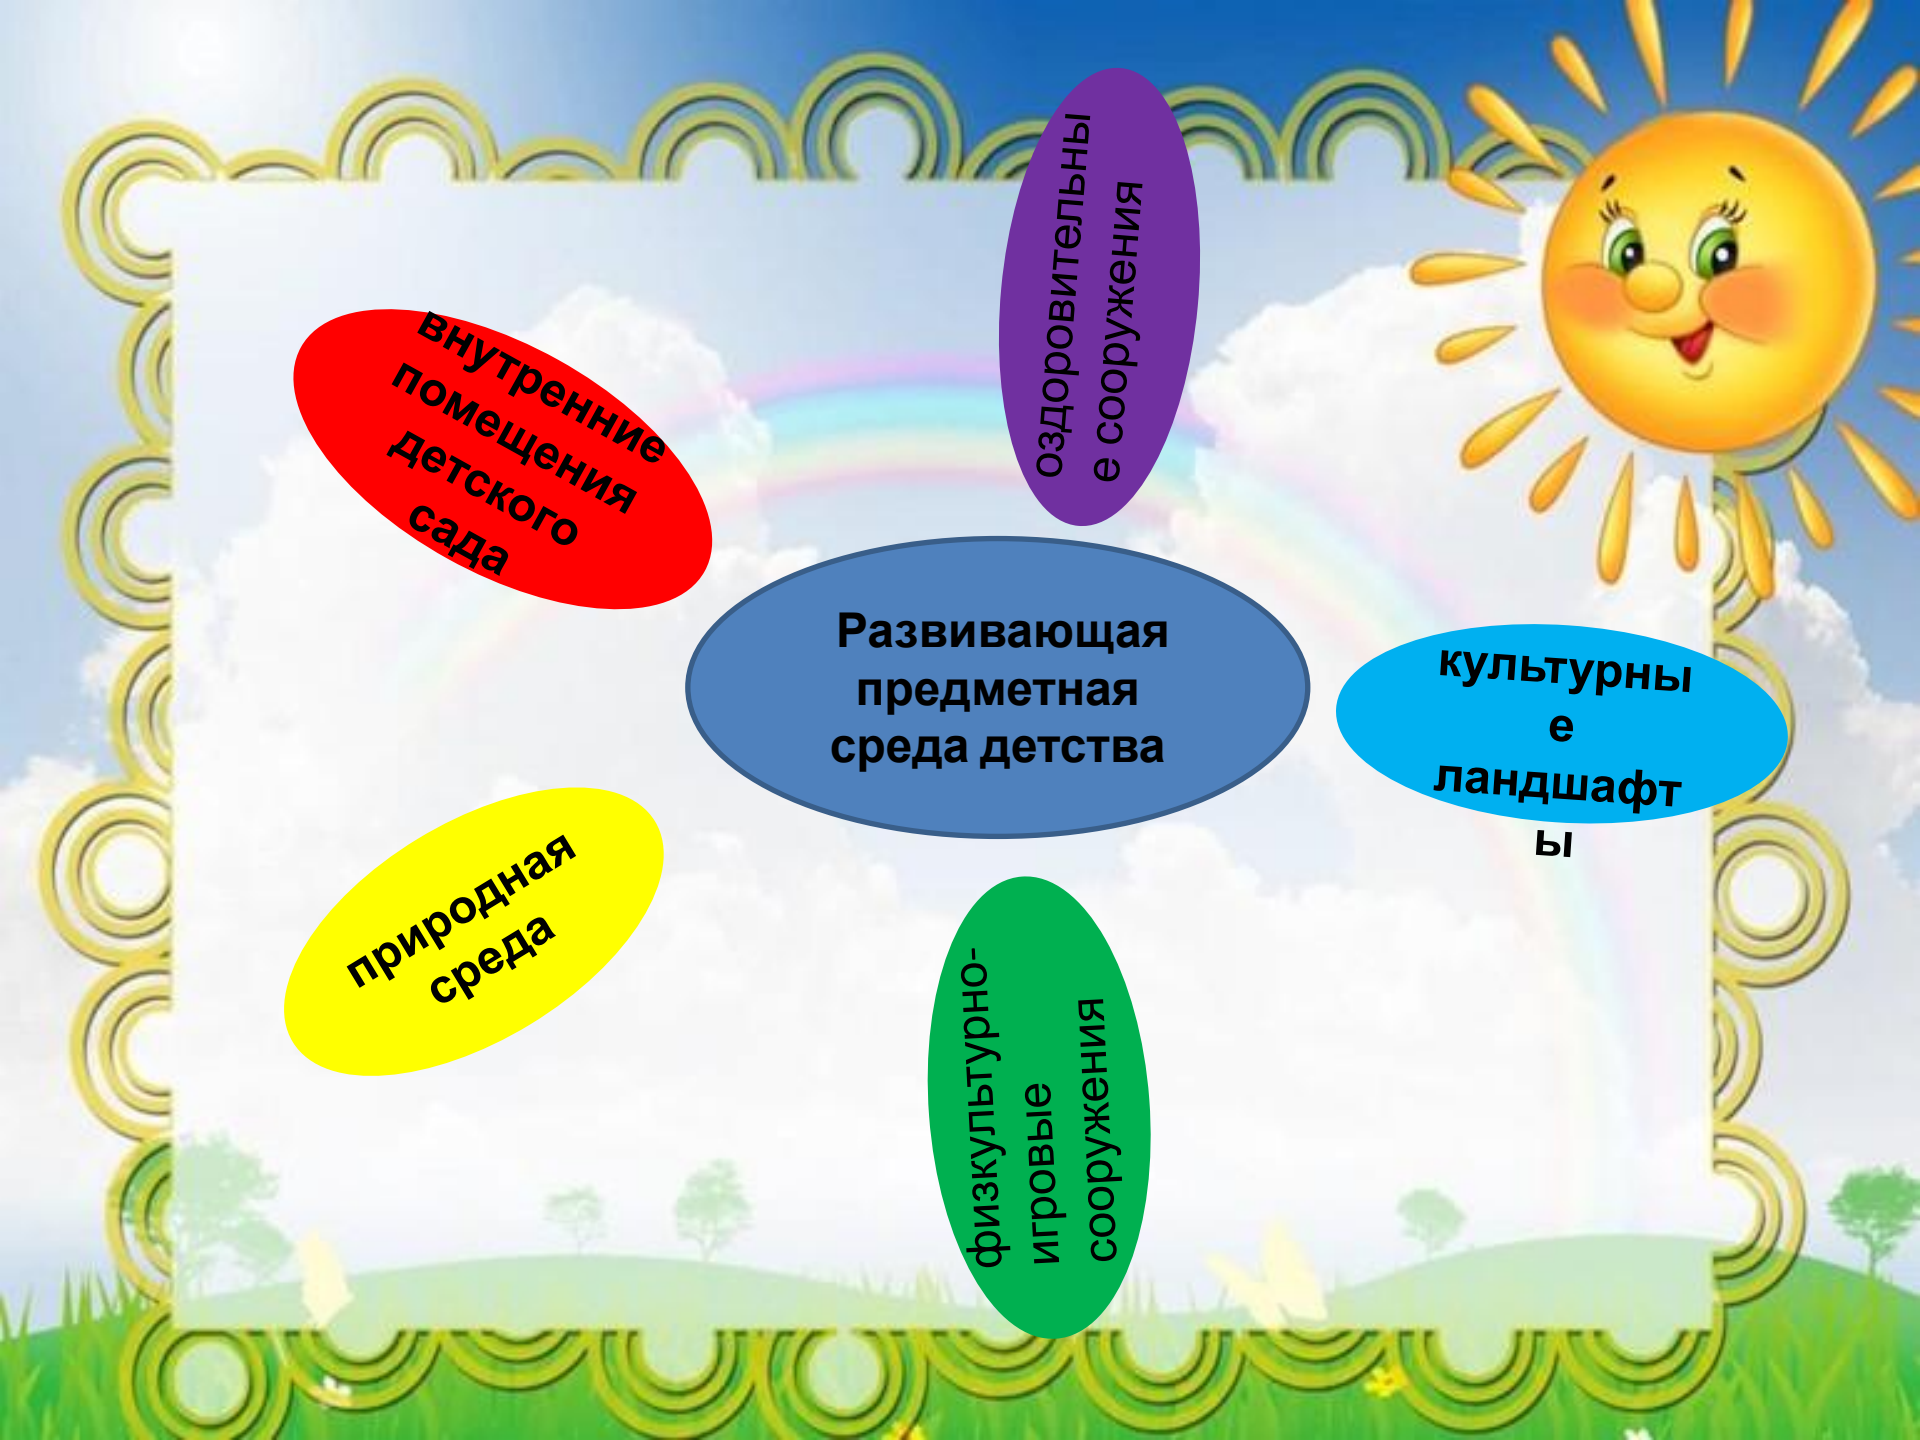 оздоровительны
е сооружения
внутренние
помещения
детского
сада
Развивающая
предметная
среда детства
культурны
е
ландшафт
ы
природная
среда
физкультурно-
игровые
сооружения